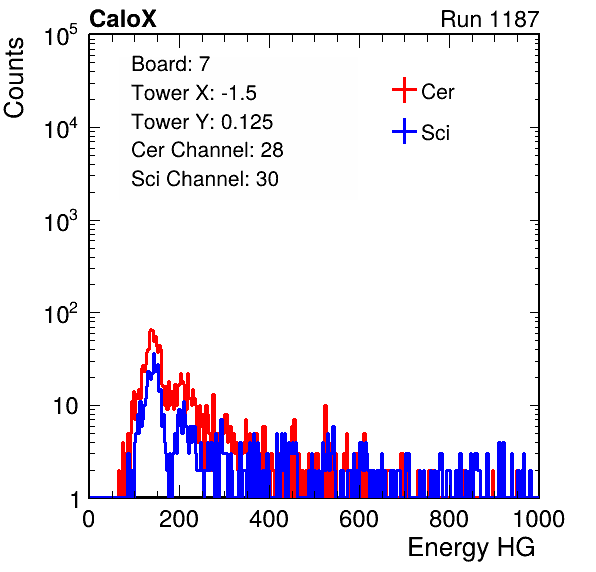 CaloX Run 1187
Board: 7
Tower X: -1.5
Tower Y: 0.125
Cer Channel: 28
Sci Channel: 30
Cer
Sci
Counts
10^5
10^4
10^3
10^2
10
1
0 200 400 600 800 1000
Energy HG